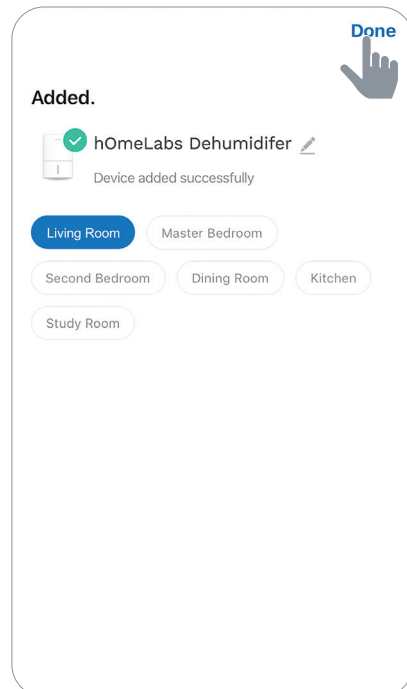 Done
Added.
hOmeLabs Dehumidifer
Device added successfully
Living Room Master Bedroom
Second Bedroom Dining Room Kitchen
Study Room